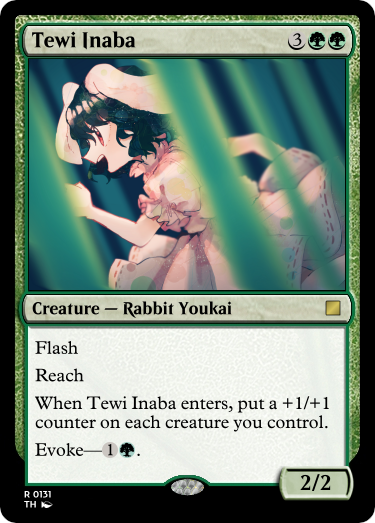 Tewi Inaba 3
Creature — Rabbit Youkai
Flash
Reach
When Tewi Inaba enters, put a +1/+1
counter on each creature you control.
Evoke—1.
2/2
R 0131
TH